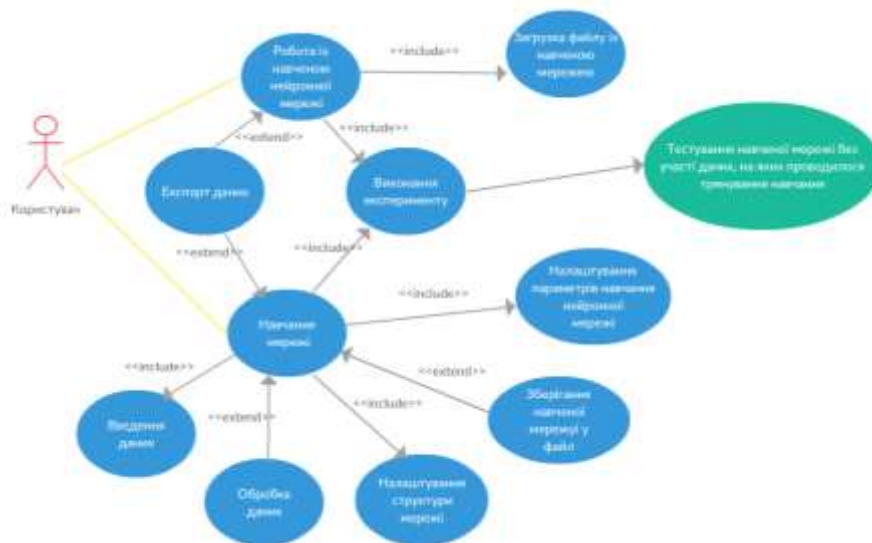 Робота із
навченою
нейронної
мережі
<<include>>
Загрузка файлу із
навченою
мережею
<<extend>>
<<include>>
Користувач
Експорт даних
Виконання
експерименту
Тестування навченої мережі без
участі даних, на яких проводилося
тренування навчання
<<extend>>
<<include>>
Навчання
мережі
<<include>>
Налаштування
параметрів навчання
нейронної
мережі
<<include>>
<<extend>>
<<extend>>
<<include>>
Введення
даних
Зберігання
навченої
мережі у
файл
Обробка
даних
Налаштування
структури
мережі